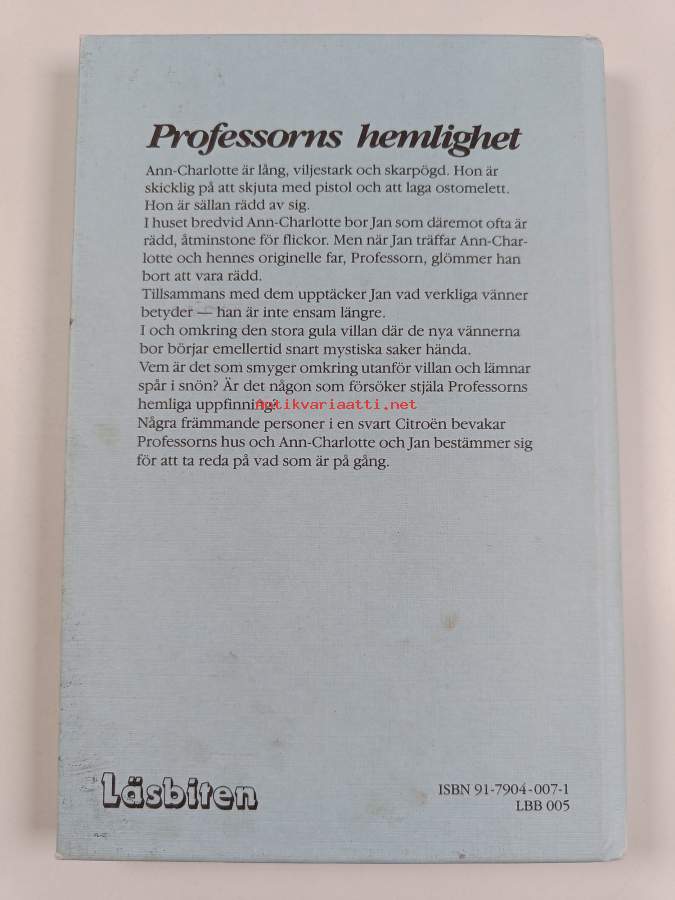 Professorns hemlighet
Ann-Charlotte är lång, viljestark och skarpögd. Hon är
skicklig på att skjuta med pistol och att laga ostomelett.
Hon är sällan rädd av sig.
I huset bredvid Ann-Charlotte bor Jan som däremot ofta är
rädd, åtminstone för flickor. Men när Jan träffar Ann-Char-
lotte och hennes originelle far, Professorn, glömmer han
bort att vara rädd.
Tillsammans med dem upptäcker Jan vad verkliga vänner
betyder — han är inte ensam längre.
I och omkring den stora gula villan där de nya vännerna
bor börjar emellertid snart mystiska saker hända.
Vem är det som smyger omkring utanför villan och lämnar
spår i snön? Är det någon som försöker stjäla Professorns
hemliga uppfinning?
Antikvariaatti.net
Några främmande personer i en svart Citroën bevakar
Professorns hus och Ann-Charlotte och Jan bestämmer sig
för att ta reda på vad som är på gång.
Läsbiten
ISBN 91-7904-007-1
LBB 005